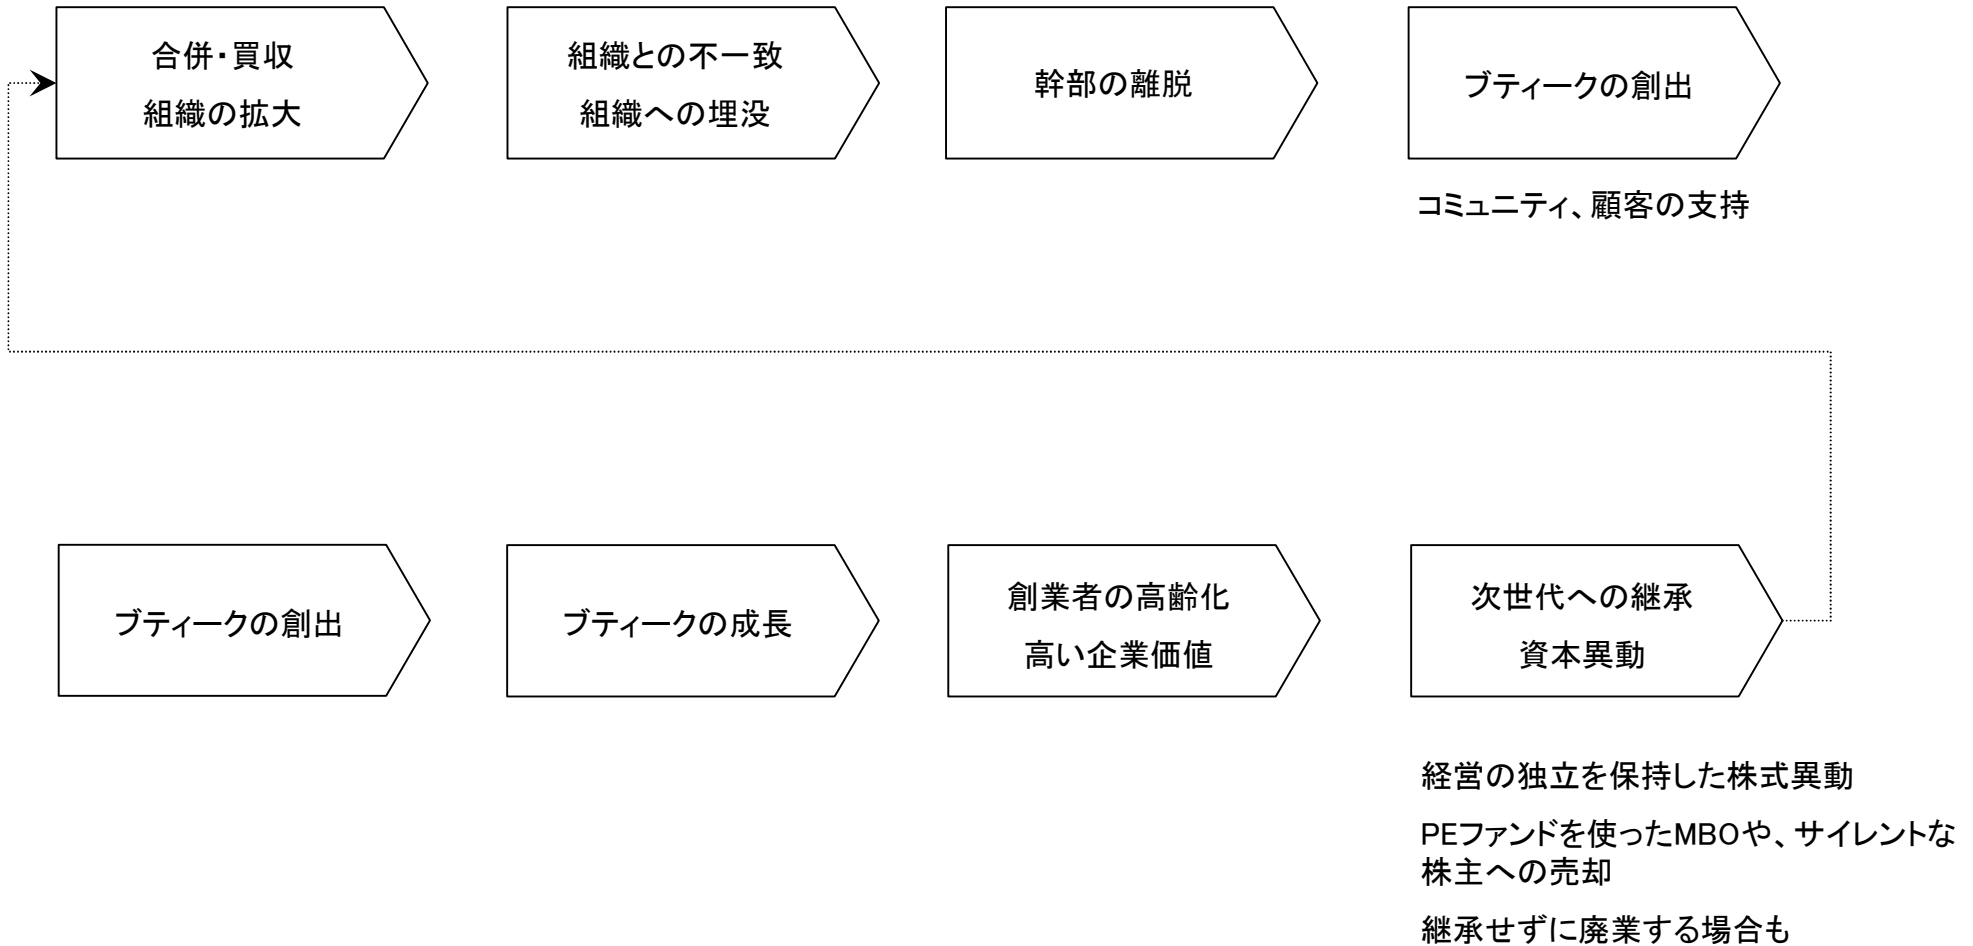 合併・買収
組織の拡大
組織との不一致
組織への埋没
幹部の離脱
ブティークの創出
コミュニティ、顧客の支持
ブティークの創出
ブティークの成長
創業者の高齢化
高い企業価値
次世代への継承
資本異動
経営の独立を保持した株式異動
PEファンドを使ったMBOや、サイレントな
株主への売却
継承せずに廃業する場合も